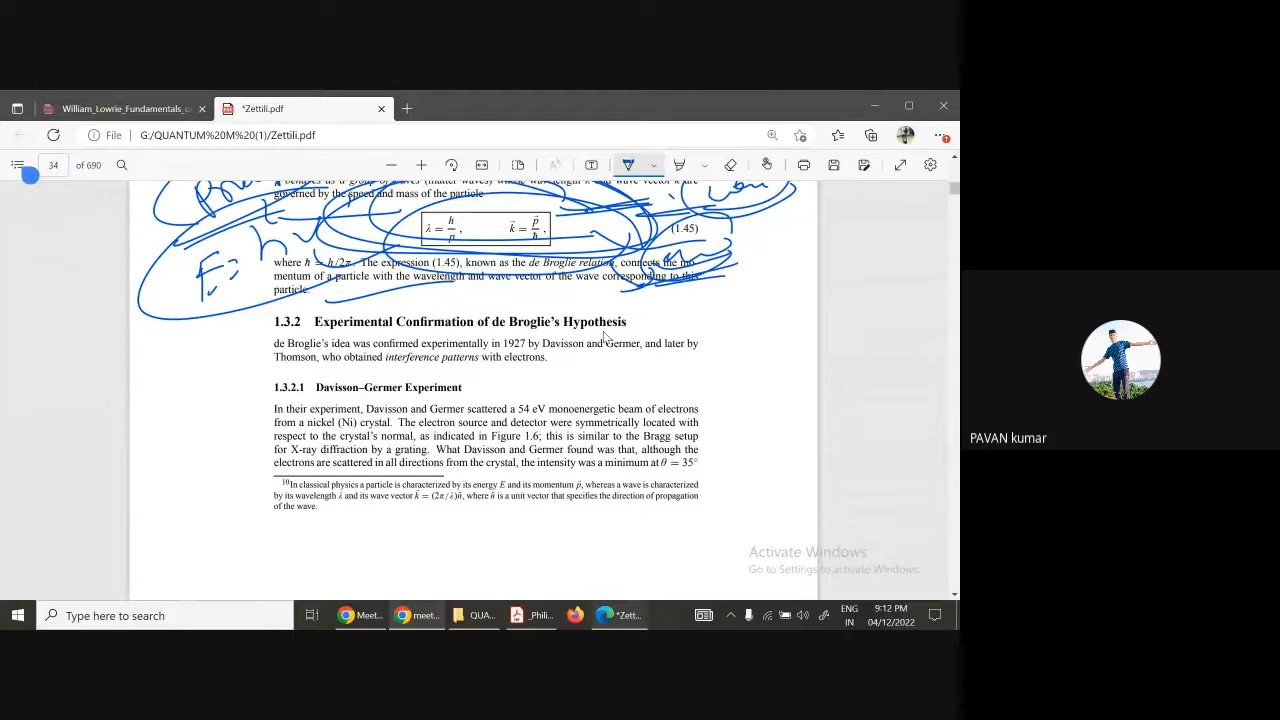 William_Lowrie_Fundamentals_o
*Zettili.pdf
File
G:/QUANTUM%20M%20(1)/Zettili.pdf
34
of 690
governed by the speed and mass of the particle
λ = h/p , k⃗ = p⃗/ħ , (1.45)
E =
hν
where ħ = h/2π. The expression (1.45), known as the de Broglie relation, connects the mo-
mentum of a particle with the wavelength and wave vector of the wave corresponding to this
particle.
1.3.2 Experimental Confirmation of de Broglie's Hypothesis
de Broglie's idea was confirmed experimentally in 1927 by Davisson and Germer, and later by
Thomson, who obtained interference patterns with electrons.
1.3.2.1 Davisson–Germer Experiment
In their experiment, Davisson and Germer scattered a 54 eV monoenergetic beam of electrons
from a nickel (Ni) crystal. The electron source and detector were symmetrically located with
respect to the crystal's normal, as indicated in Figure 1.6; this is similar to the Bragg setup
for X-ray diffraction by a grating. What Davisson and Germer found was that, although the
electrons are scattered in all directions from the crystal, the intensity was a minimum at θ = 35°
10In classical physics a particle is characterized by its energy E and its momentum p⃗, whereas a wave is characterized
by its wavelength λ and its wave vector k⃗ = (2π/λ)n̂, where n̂ is a unit vector that specifies the direction of propagation
of the wave.
Activate Windows
Go to Settings to activate Windows.
PAVAN kumar
Type here to search
Meet...
meet...
QUA...
_Phili...
*Zett...
ENG
IN
9:12 PM
04/12/2022